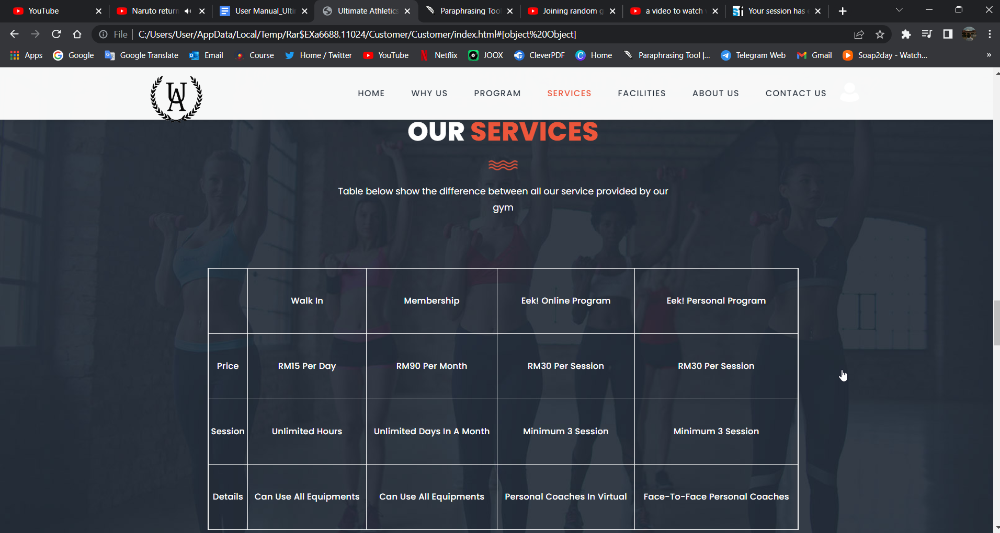 YouTube
Naruto return
User Manual_Ulti
Ultimate Athletics
Paraphrasing Too
Joining random g
a video to watch
Your session has e
File
C:/Users/User/AppData/Local/Temp/Rar$EXa6688.11024/Customer/Customer/index.html#[object%20Object]
Apps
Google
Google Translate
Email
Course
Home / Twitter
YouTube
Netflix
JOOX
CleverPDF
Home
Paraphrasing Tool |...
Telegram Web
Gmail
Soap2day - Watch...
»
UA
HOME
WHY US
PROGRAM
SERVICES
FACILITIES
ABOUT US
CONTACT US
OUR SERVICES
Table below show the difference between all our service provided by our
gym
Walk In
Membership
Eek! Online Program
Eek! Personal Program
Price
RM15 Per Day
RM90 Per Month
RM30 Per Session
RM30 Per Session
Session
Unlimited Hours
Unlimited Days In A Month
Minimum 3 Session
Minimum 3 Session
Details
Can Use All Equipments
Can Use All Equipments
Personal Coaches In Virtual
Face-To-Face Personal Coaches